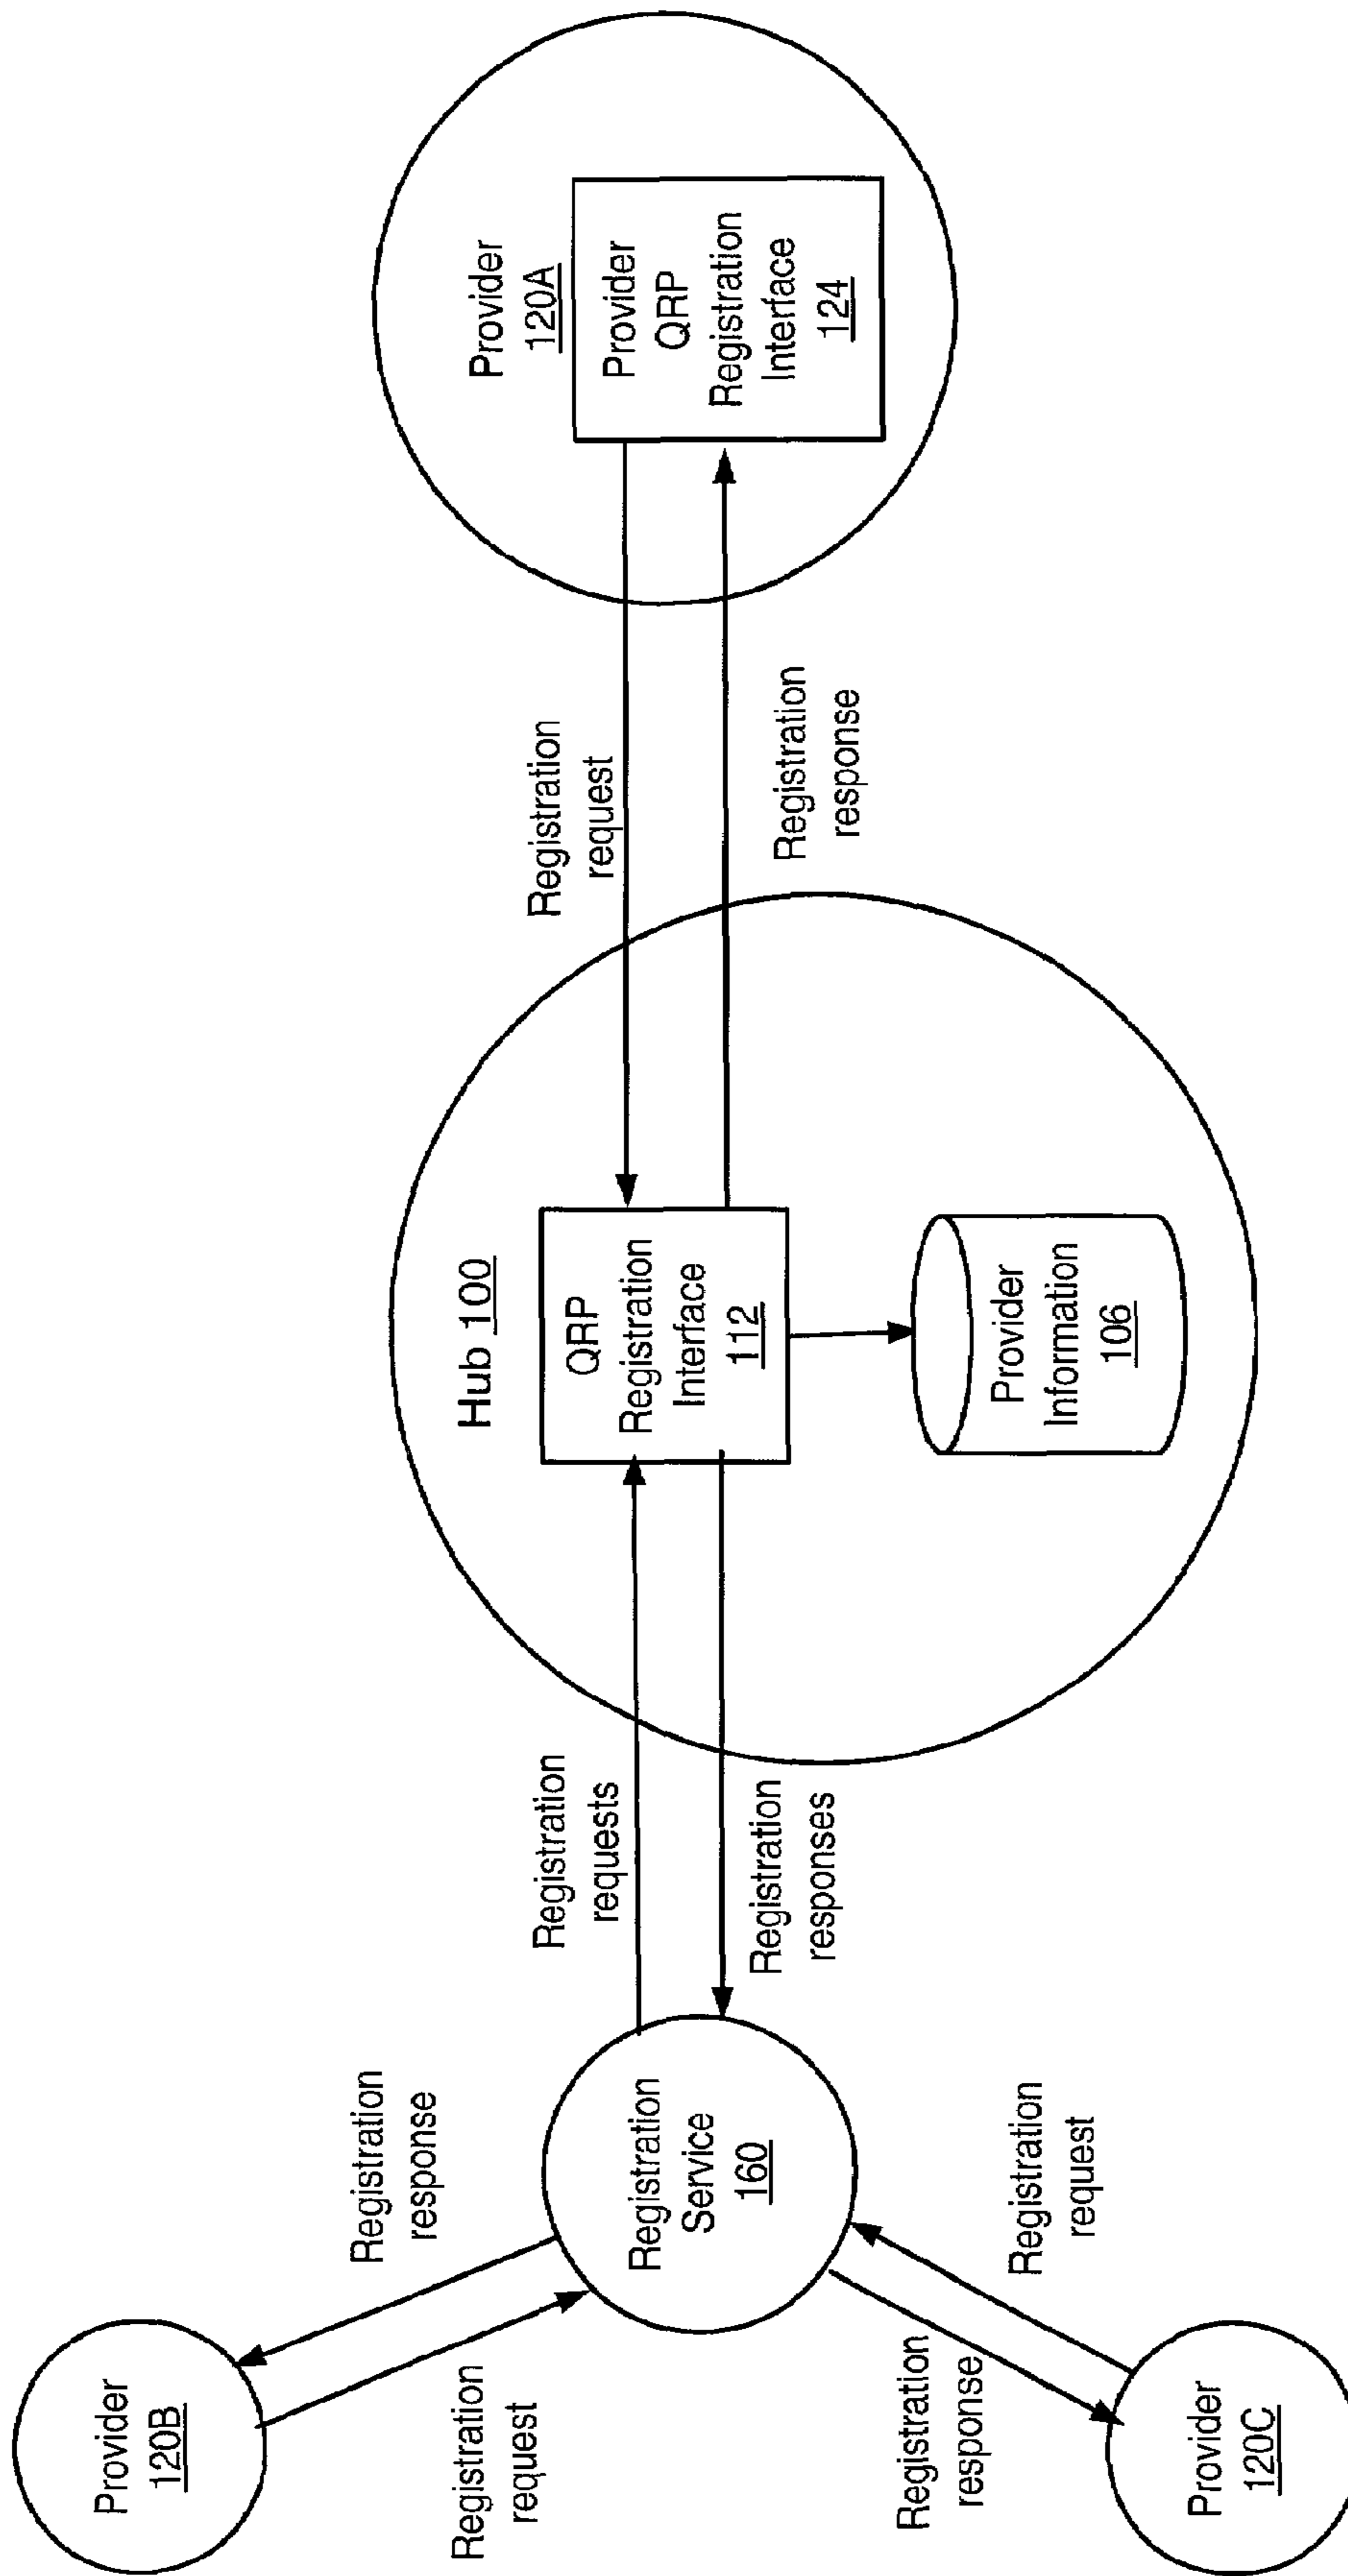 Provider
120B
Registration
response
Registration
request
Registration
Service
160
Registration
response
Registration
request
Provider
120C
Registration
requests
Registration
responses
Hub 100
QRP
Registration
Interface
112
Provider
Information
106
Registration
request
Registration
response
Provider
120A
Provider
QRP
Registration
Interface
124